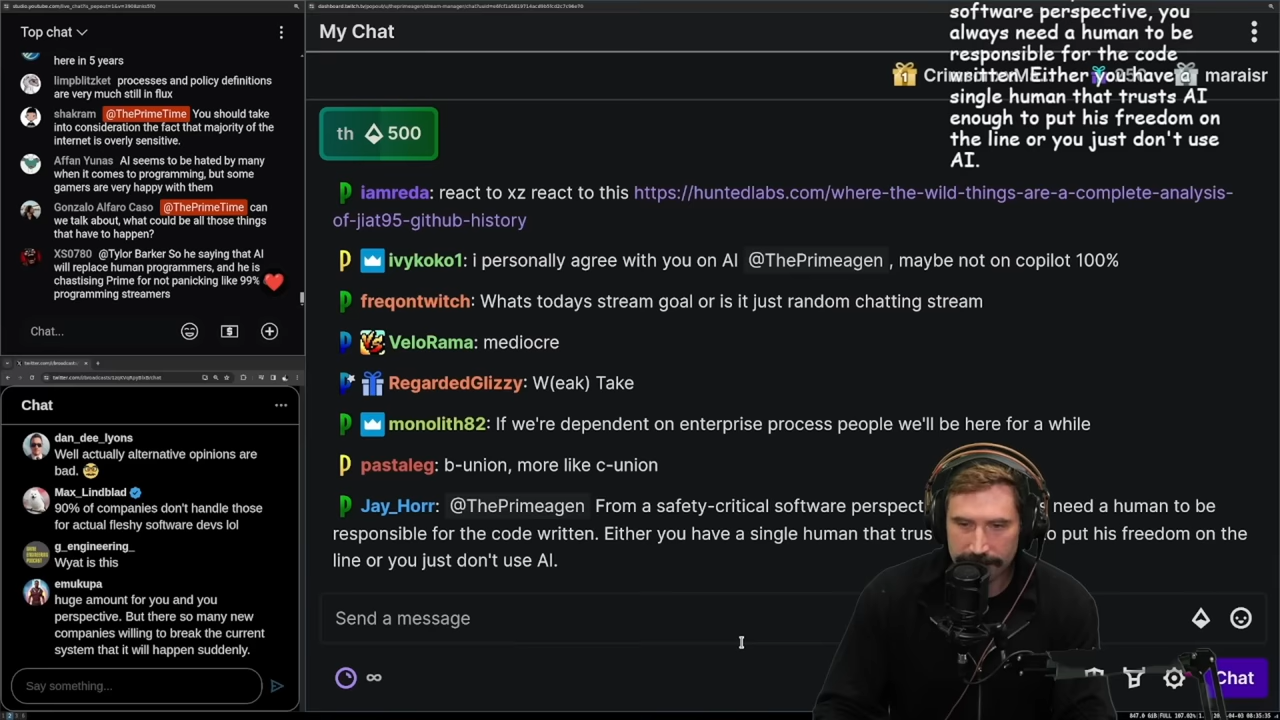 Top chat
here in 5 years
limpblitzket processes and policy definitions
are very much still in flux
shakram @ThePrimeTime You should take
into consideration the fact that majority of the
internet is overly sensitive.
Affan Yunas AI seems to be hated by many
when it comes to programming, but some
gamers are very happy with them
Gonzalo Alfaro Caso @ThePrimeTime can
we talk about, what could be all those things
that have to happen?
XS0780 @Tylor Barker So he saying that AI
will replace human programmers, and he is
chastising Prime for not panicking like 99%
programming streamers
Chat...
Chat
dan_dee_lyons
Well actually alternative opinions are
bad.
Max_Lindblad
90% of companies don't handle those
for actual fleshy software devs lol
g_engineering_
Wyat is this
emukupa
huge amount for you and you
perspective. But there so many new
companies willing to break the current
system that it will happen suddenly.
Say something...
My Chat
software perspective, you
always need a human to be
responsible for the code
written. Either you have a
single human that trusts AI
enough to put his freedom on
the line or you just don't use
AI.
maraisr
th 500
iamreda: react to xz react to this https://huntedlabs.com/where-the-wild-things-are-a-complete-analysis-
of-jiat95-github-history
ivykoko1: i personally agree with you on AI @ThePrimeagen , maybe not on copilot 100%
freqontwitch: Whats todays stream goal or is it just random chatting stream
VeloRama: mediocre
RegardedGlizzy: W(eak) Take
monolith82: If we're dependent on enterprise process people we'll be here for a while
pastaleg: b-union, more like c-union
Jay_Horr: @ThePrimeagen From a safety-critical software perspect need a human to be
responsible for the code written. Either you have a single human that trus o put his freedom on the
line or you just don't use AI.
Send a message
Chat